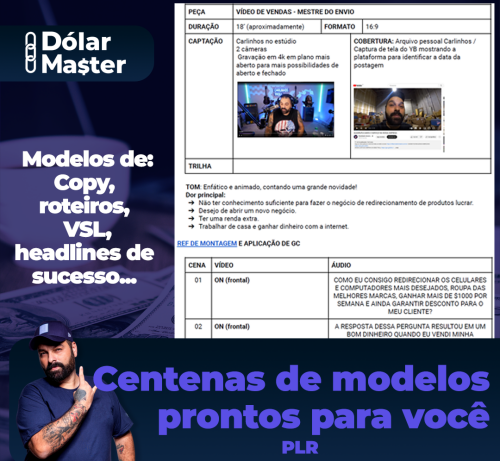 Dólar
Ma$ter
Modelos de:
Copy,
roteiros,
VSL,
headlines de
sucesso...
PEÇA
VÍDEO DE VENDAS - MESTRE DO ENVIO
DURAÇÃO
18' (aproximadamente)
FORMATO
16:9
CAPTAÇÃO
Carlinhos no estúdio
2 câmeras
Gravação em 4k em plano mais
aberto para mais possibilidades de
aberto e fechado
COBERTURA: Arquivo pessoal Carlinhos /
Captura de tela do YB mostrando a
plataforma para identificar a data da
postagem
TRILHA
TOM: Enfático e animado, contando uma grande novidade!
Dor principal:
➔ Não ter conhecimento suficiente para fazer o negócio de redirecionamento de produtos lucrar.
➔ Desejo de abrir um novo negócio.
➔ Ter uma renda extra.
➔ Trabalhar de casa e ganhar dinheiro com a internet.
REF DE MONTAGEM E APLICAÇÃO DE GC
CENA
VÍDEO
ÁUDIO
01
ON (frontal)
COMO EU CONSIGO REDIRECIONAR OS CELULARES
E COMPUTADORES MAIS DESEJADOS, ROUPA DAS
MELHORES MARCAS, GANHAR MAIS DE $1000 POR
SEMANA E AINDA GARANTIR DESCONTO PARA O
MEU CLIENTE?
02
ON (frontal)
A RESPOSTA DESSA PERGUNTA RESULTOU EM UM
BOM DINHEIRO QUANDO EU VENDI MINHA
Centenas de modelos
prontos para você
PLR